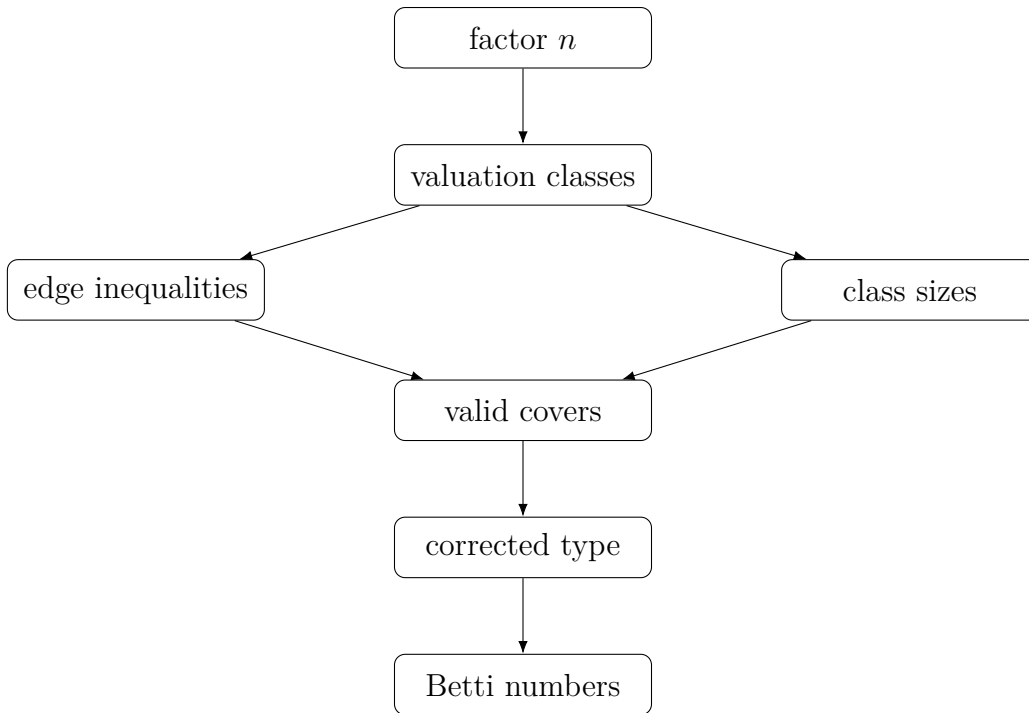 factor n
valuation classes
edge inequalities
class sizes
valid covers
corrected type
Betti numbers